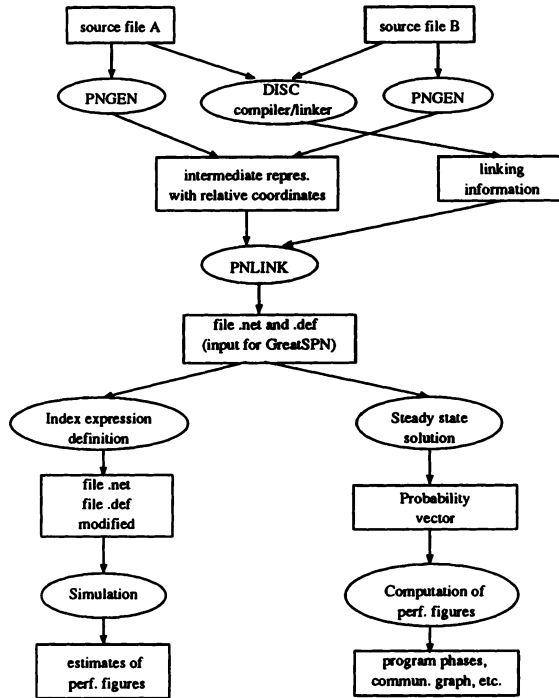 source file A
source file B
PNGEN
DISC
compiler/linker
PNGEN
intermediate repres.
with relative coordinates
linking
information
PNLINK
file .net and .def
(input for GreatSPN)
Index expression
definition
Steady state
solution
file .net
file .def
modified
Probability
vector
Simulation
Computation of
perf. figures
estimates of
perf. figures
program phases,
commun. graph, etc.